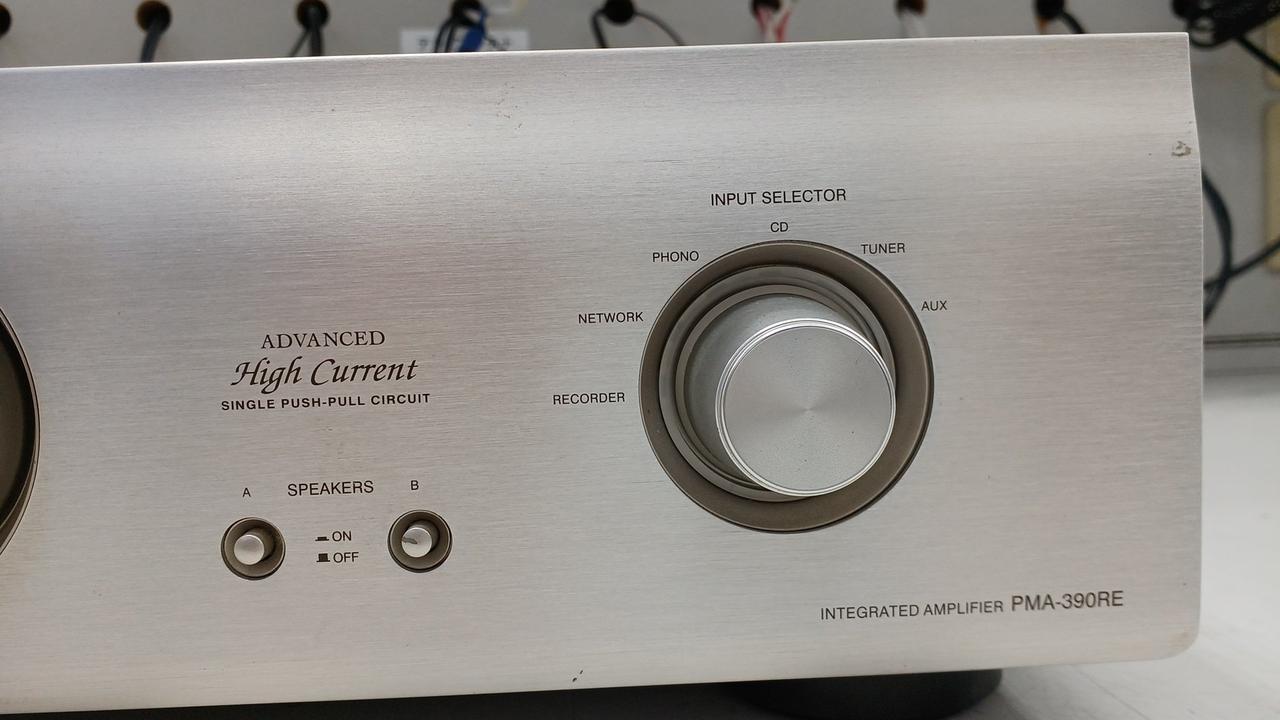 INPUT SELECTOR
CD
PHONO
TUNER
NETWORK
AUX
RECORDER
ADVANCED
High Current
SINGLE PUSH-PULL CIRCUIT
A SPEAKERS B
ON
OFF
INTEGRATED AMPLIFIER PMA-390RE